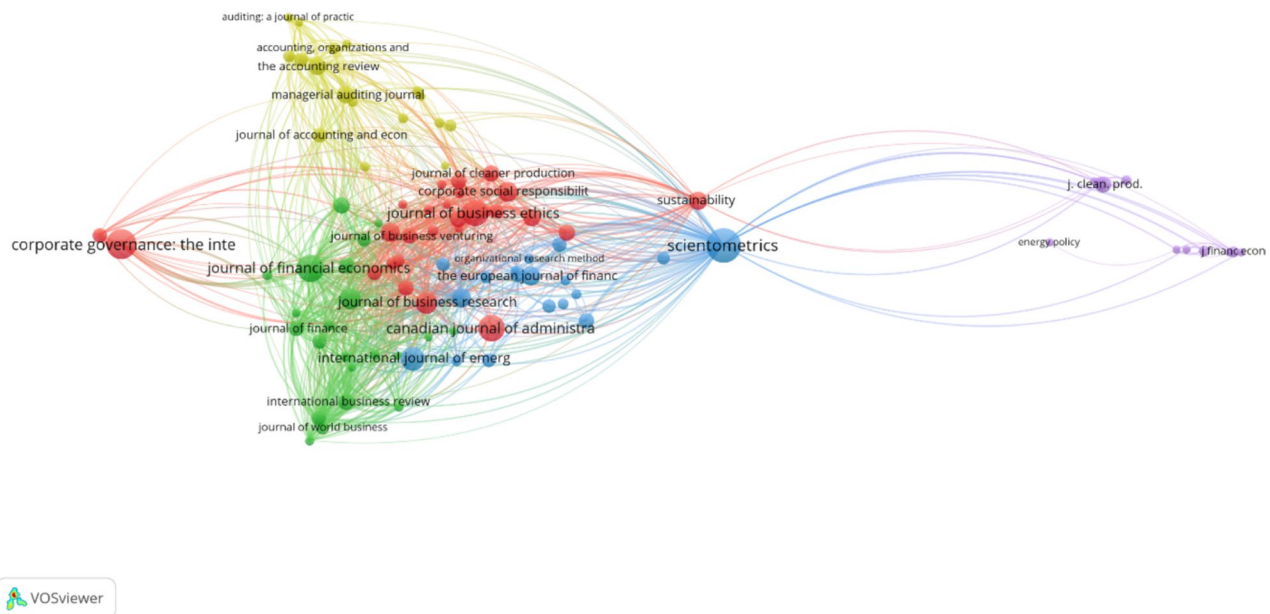 auditing: a journal of practic
accounting, organizations and
the accounting review
managerial auditing journal
journal of accounting and econ
journal of cleaner production
j. clean. prod.
corporate social responsibilit
sustainability
journal of business ethics
journal of business venturing
corporate governance: the inte
scientometrics
energy policy
j financ econ
organizational research method
journal of financial economics
the european journal of financ
journal of business research
journal of finance
canadian journal of administra
international journal of emerg
international business review
journal of world business
VOSviewer